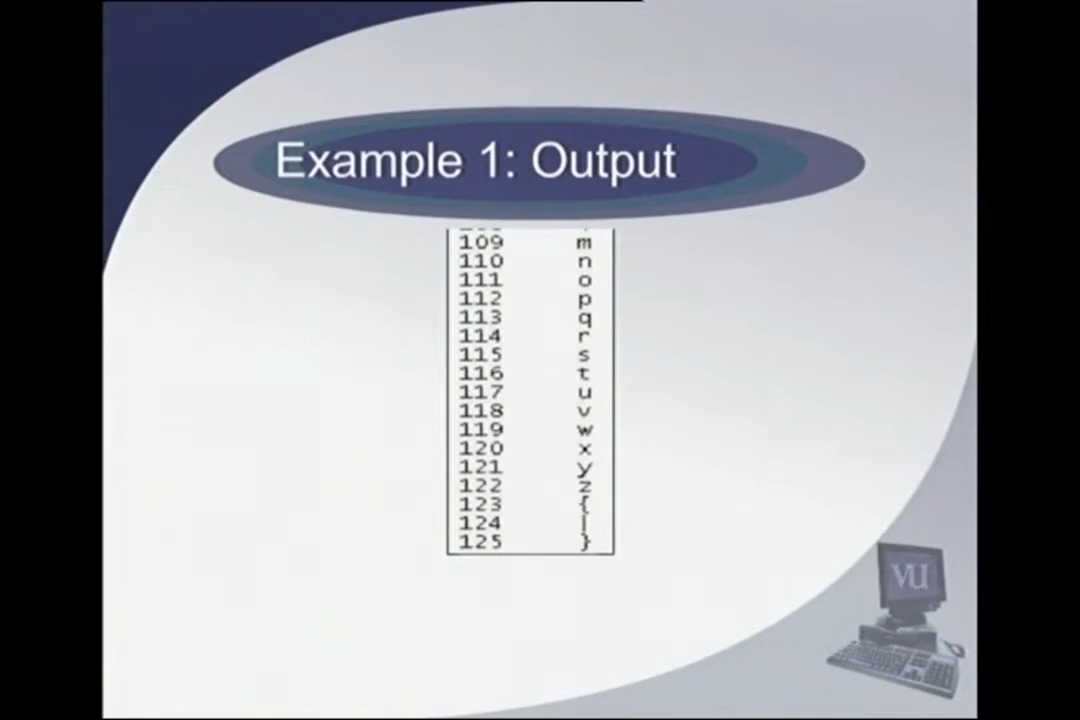 Example 1: Output
109 m
110 n
111 o
112 p
113 q
114 r
115 s
116 t
117 u
118 v
119 w
120 x
121 y
122 z
123 {
124 |
125 }
VU